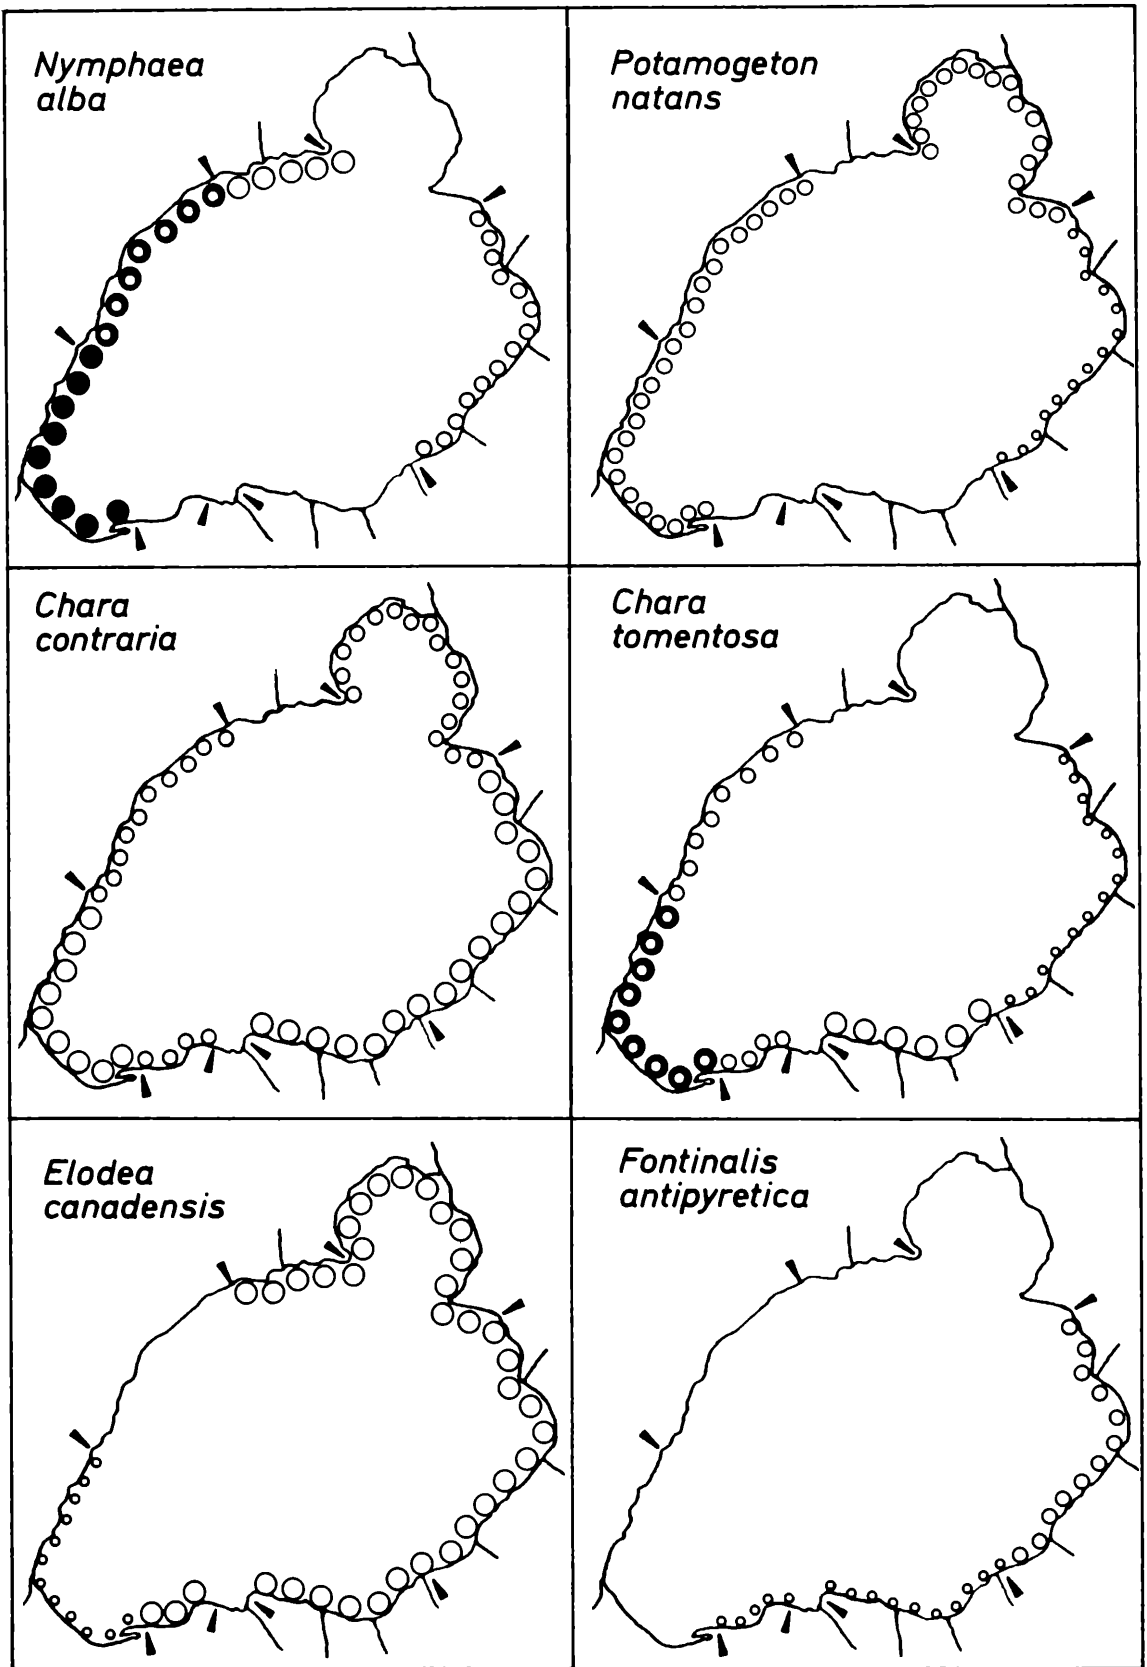 Nymphaea
alba
Potamogeton
natans
Chara
contraria
Chara
tomentosa
Elodea
canadensis
Fontinalis
antipyretica